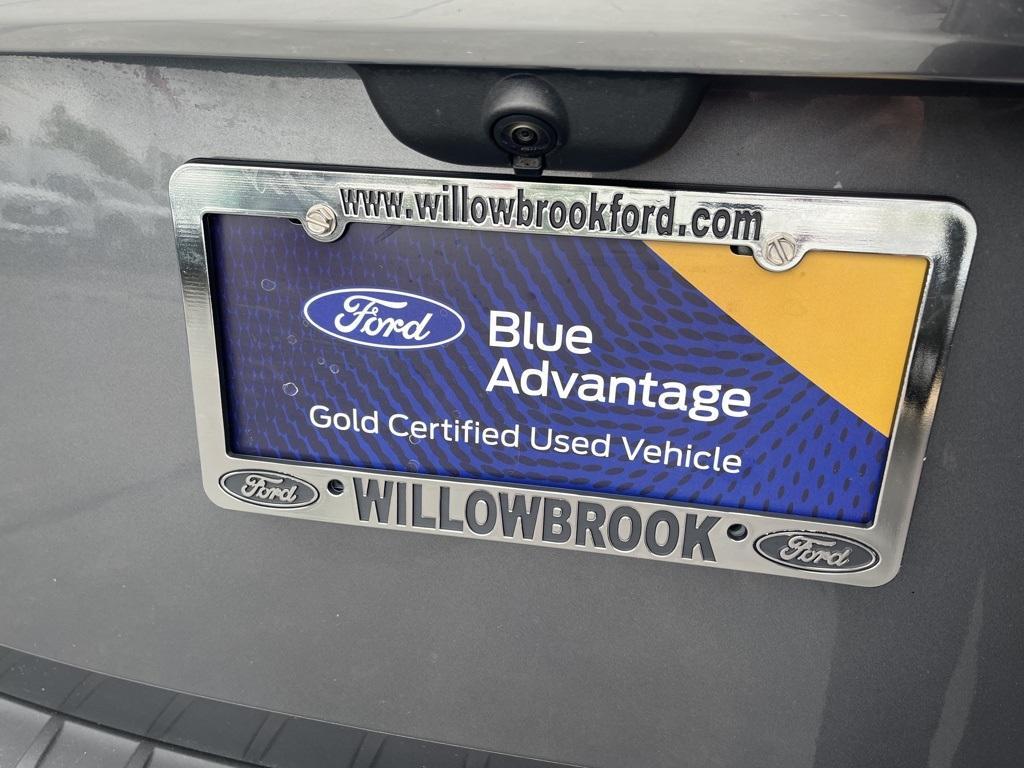 www.willowbrookford.com
Ford
Blue
Advantage
Gold Certified Used Vehicle
Ford WILLOWBROOK Ford